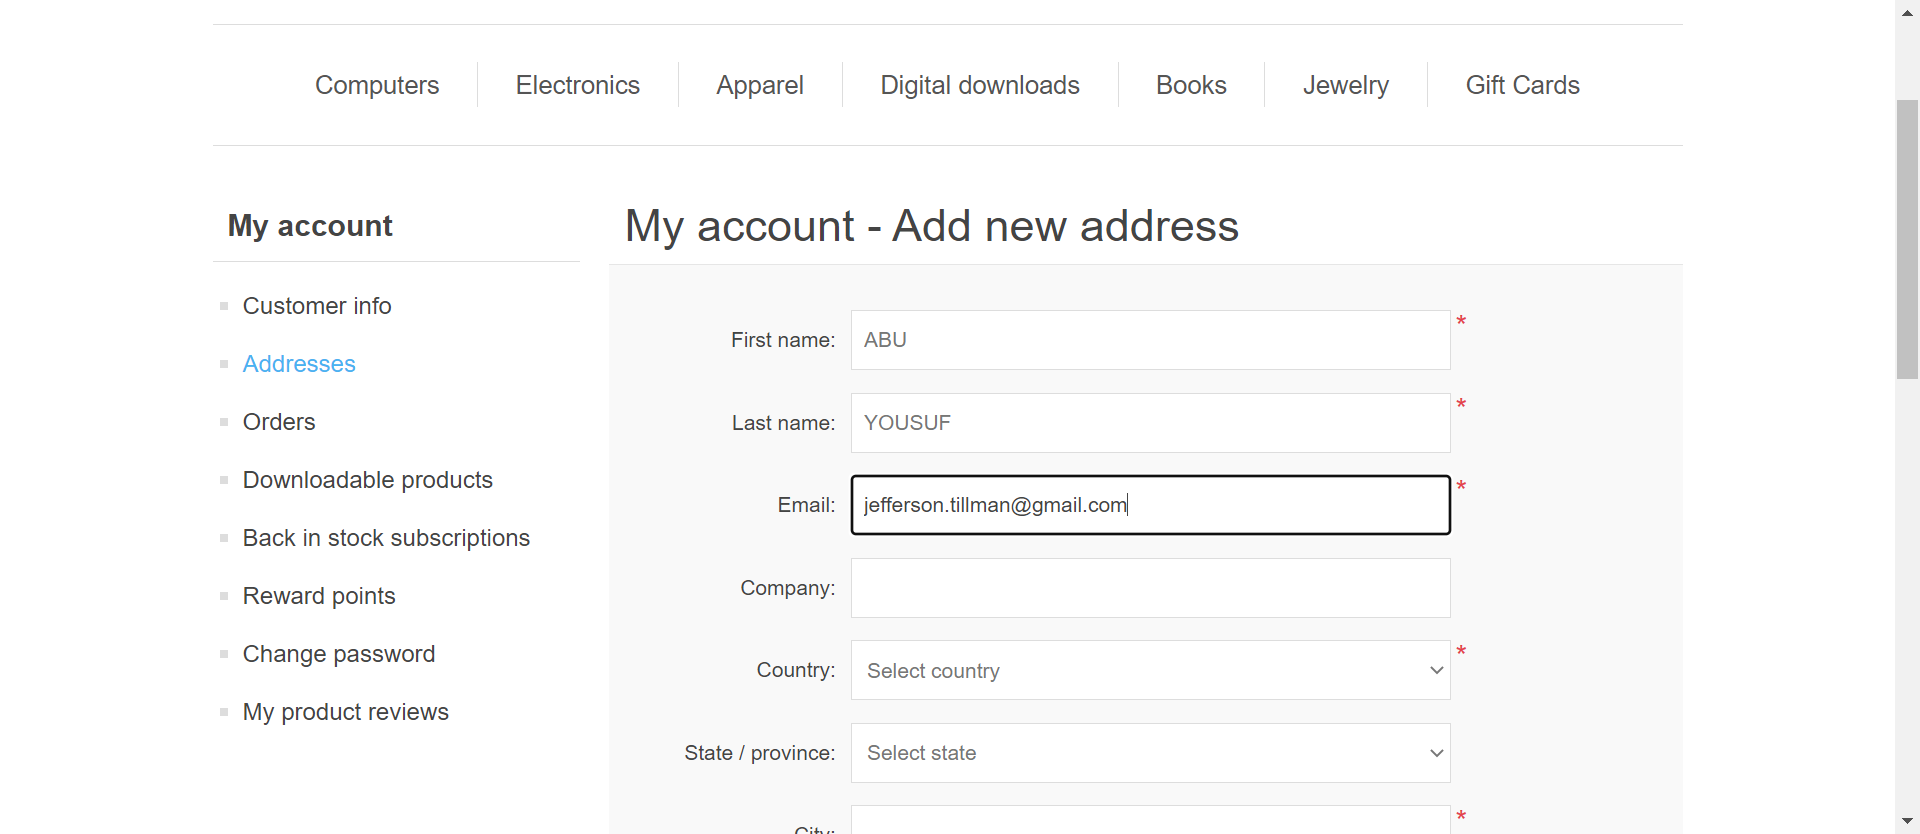 Computers Electronics Apparel Digital downloads Books Jewelry Gift Cards
My account
Customer info
Addresses
Orders
Downloadable products
Back in stock subscriptions
Reward points
Change password
My product reviews
My account - Add new address
First name: ABU *
Last name: YOUSUF *
Email: jefferson.tillman@gmail.com *
Company:
Country: Select country *
State / province: Select state
City: *